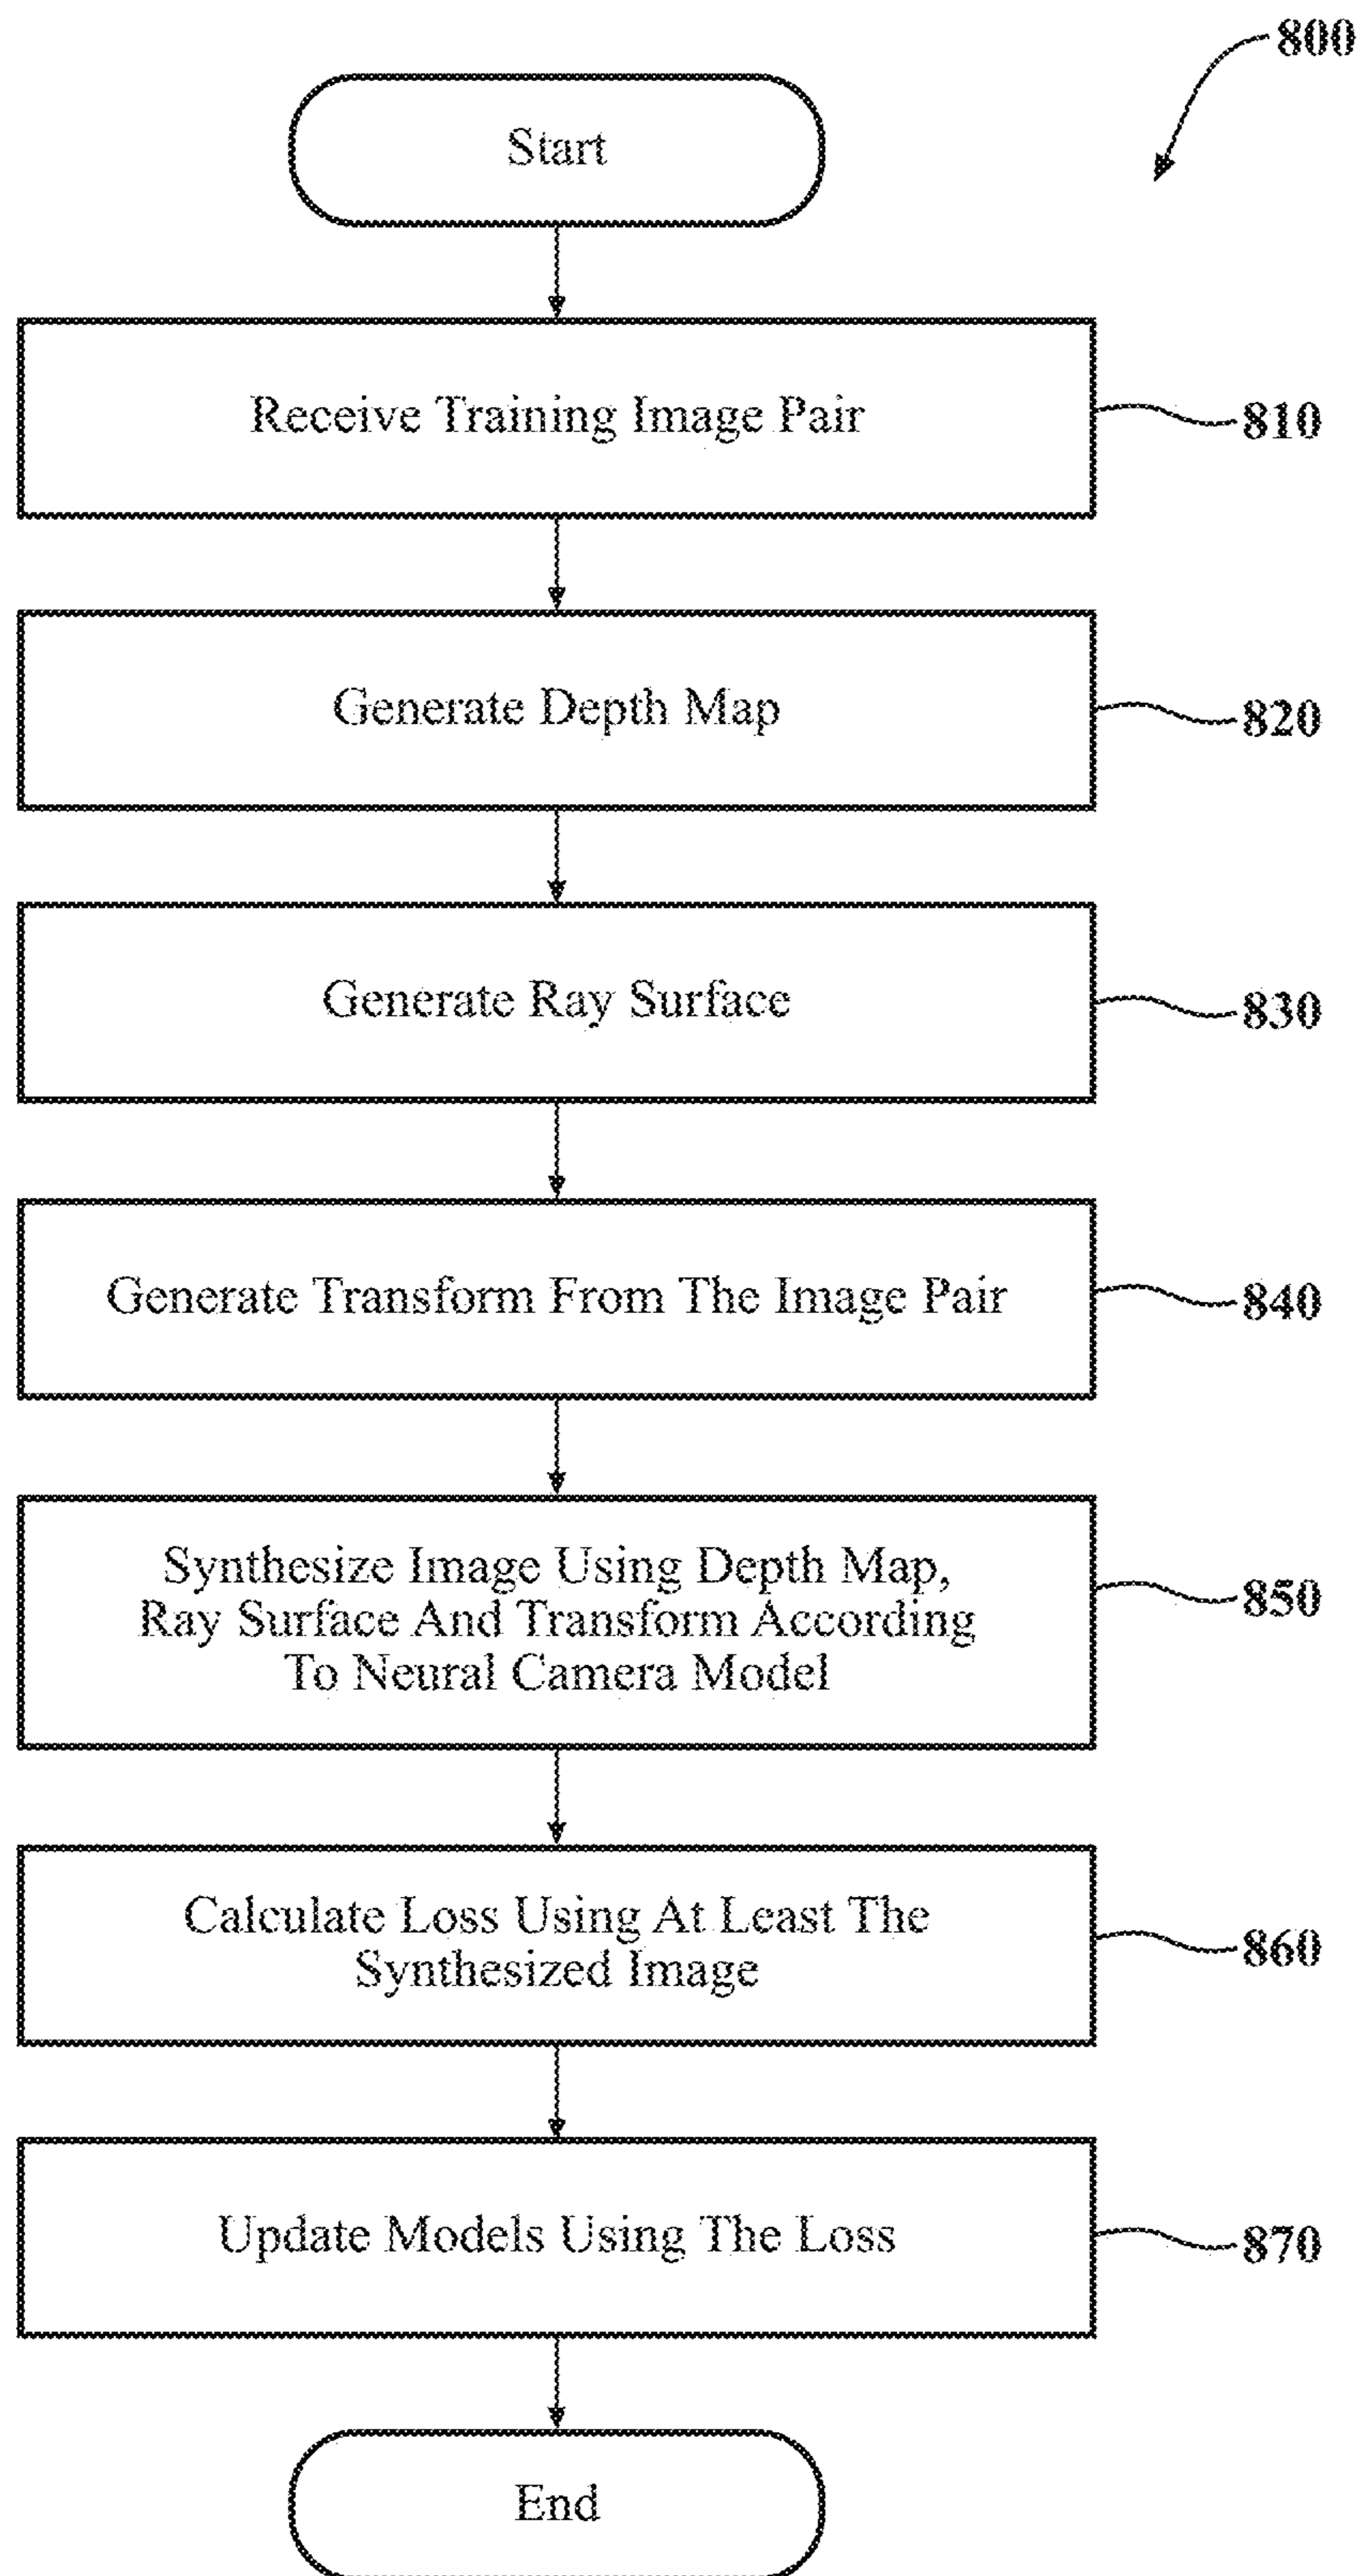 800
Start
Receive Training Image Pair
810
Generate Depth Map
820
Generate Ray Surface
830
Generate Transform From The Image Pair
840
Synthesize Image Using Depth Map,
Ray Surface And Transform According
To Neural Camera Model
850
Calculate Loss Using At Least The
Synthesized Image
860
Update Models Using The Loss
870
End